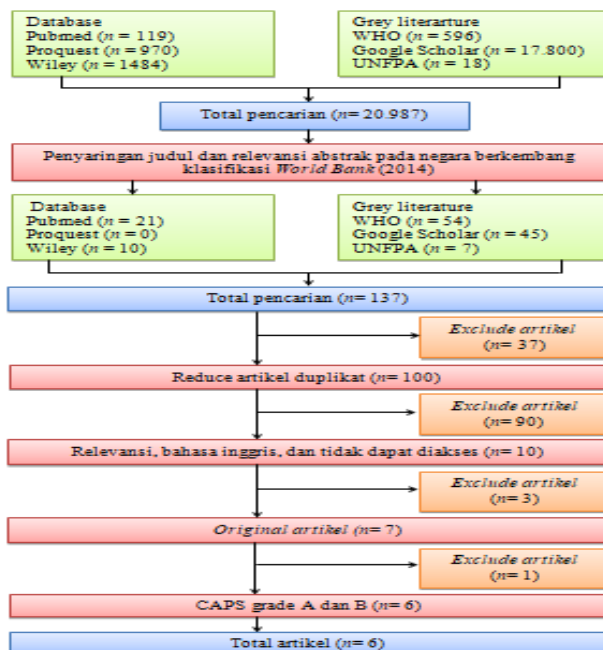 Database
Pubmed (n = 119)
Proquest (n = 970)
Wiley (n = 1484)
Grey literarture
WHO (n = 596)
Google Scholar (n = 17.800)
UNFPA (n = 18)
Total pencarian (n= 20.987)
Penyaringan judul dan relevansi abstrak pada negara berkembang
klasifikasi World Bank (2014)
Database
Pubmed (n = 21)
Proquest (n= 0)
Wiley (n = 10)
Grey literature
WHO (n = 54)
Google Scholar (n = 45)
UNFPA (n = 7)
Total pencarian (n= 137)
Exclude artikel
(n= 37)
Reduce artikel duplikat (n= 100)
Exclude artikel
(n= 90)
Relevansi, bahasa inggris, dan tidak dapat diakses (n= 10)
Exclude artikel
(n= 3)
Original artikel (n= 7)
Exclude artikel
(n= 1)
CAPS grade A dan B (n= 6)
Total artikel (n= 6)